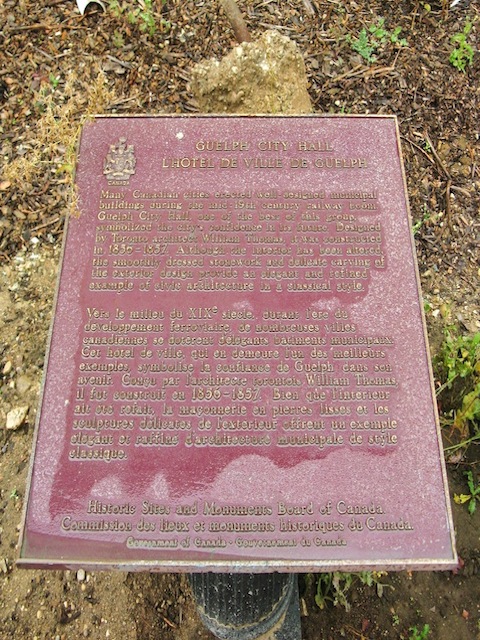 CANADA
GUELPH CITY HALL
L'HÔTEL DE VILLE DE GUELPH
Many Canadian cities erected well-designed municipal
buildings during the mid-19th century railway boom.
Guelph City Hall, one of the best of this group,
symbolized the city's confidence in its future. Designed
by Toronto architect William Thomas, it was constructed
in 1856-1857. Although the interior has been altered,
the smoothly dressed stonework and delicate carving of
the exterior design provide an elegant and refined
example of civic architecture in a classical style.
Vers le milieu du XIXe siècle, durant l'ère du
développement ferroviaire, de nombreuses villes
canadiennes se dotèrent d'élégants bâtiments municipaux.
Cet hôtel de ville, qui en demeure l'un des meilleurs
exemples, symbolise la confiance de Guelph dans son
avenir. Conçu par l'architecte torontois William Thomas,
il fut construit en 1856-1857. Bien que l'intérieur
ait été refait, la maçonnerie en pierres lisses et les
sculptures délicates de l'extérieur offrent un exemple
élégant et raffiné d'architecture municipale de style
classique.
Historic Sites and Monuments Board of Canada
Commission des lieux et monuments historiques du Canada
Government of Canada - Gouvernement du Canada